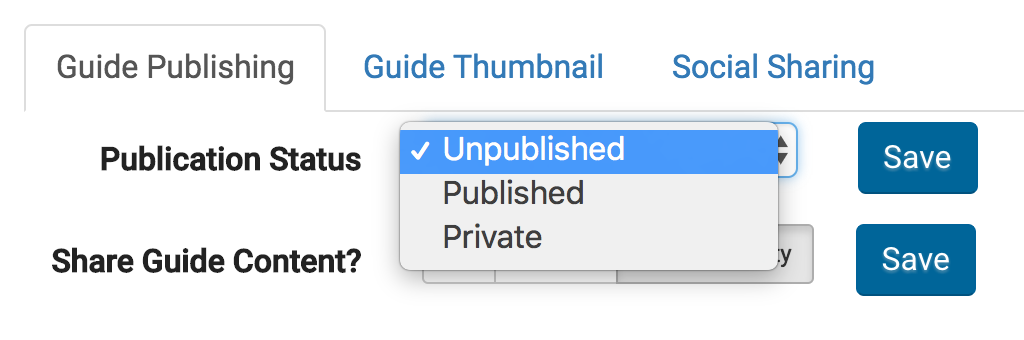 Guide Publishing Guide Thumbnail Social Sharing
Publication Status ✓ Unpublished Save
Published
Private
Share Guide Content? Save